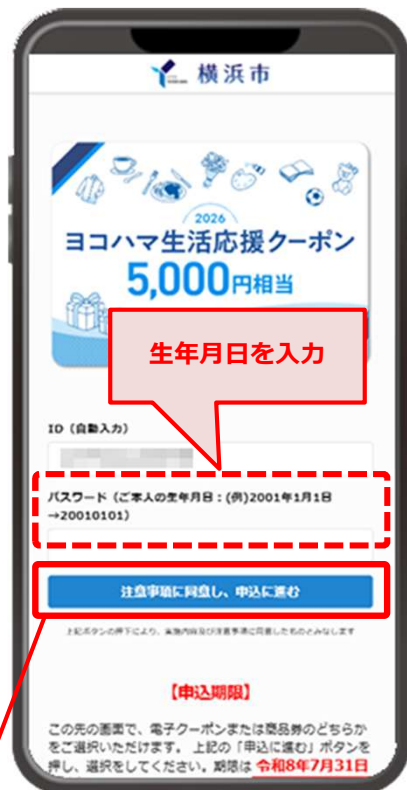 横浜市
2026
ヨコハマ生活応援クーポン
5,000円相当
生年月日を入力
ID（自動入力）
パスワード（ご本人の生年月日：(例)2001年1月1日
→20010101）
注意事項に同意し、申込に進む
上記ボタンの押下により、実施内容及び注意事項に同意したものとみなします
【申込期限】
この先の画面で、電子クーポンまたは商品券のどちらか
をご選択いただけます。 上記の「申込に進む」ボタンを
押し、選択をしてください。期限は 令和8年7月31日